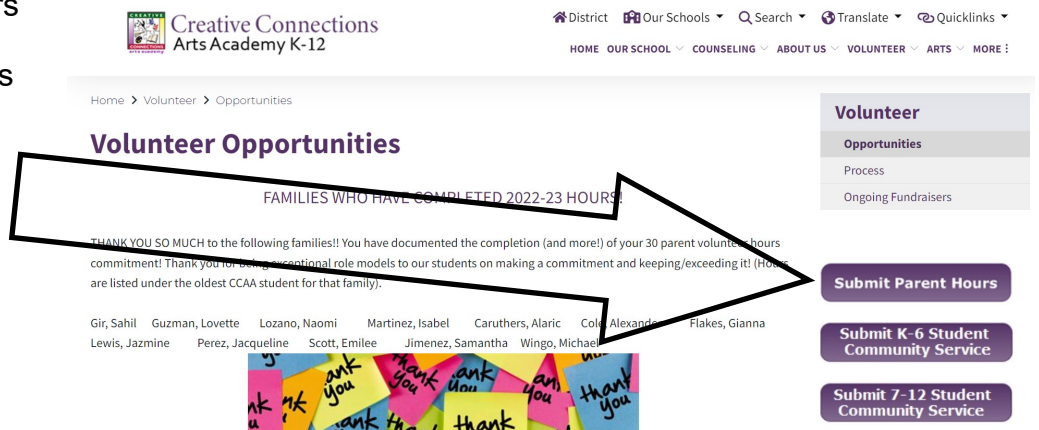 Creative Connections
Arts Academy K-12
District Our Schools Search Translate Quicklinks
HOME OUR SCHOOL COUNSELING ABOUT US VOLUNTEER ARTS MORE
Home > Volunteer > Opportunities
Volunteer Opportunities
FAMILIES WHO HAVE COMPLETED 2022-23 HOURS!
THANK YOU SO MUCH to the following families!! You have documented the completion (and more!) of your 30 parent volunteer hours
commitment! Thank you for being exceptional role models to our students on making a commitment and keeping/exceeding it! (Hours
are listed under the oldest CCAA student for that family).
Gir, Sahil Guzman, Lovette Lozano, Naomi Martinez, Isabel Caruthers, Alaric Cole, Alexander Flakes, Gianna
Lewis, Jazmine Perez, Jacqueline Scott, Emilee Jimenez, Samantha Wingo, Michael
thank you
thank you
thank you
thank
Volunteer
Opportunities
Process
Ongoing Fundraisers
Submit Parent Hours
Submit K-6 Student
Community Service
Submit 7-12 Student
Community Service